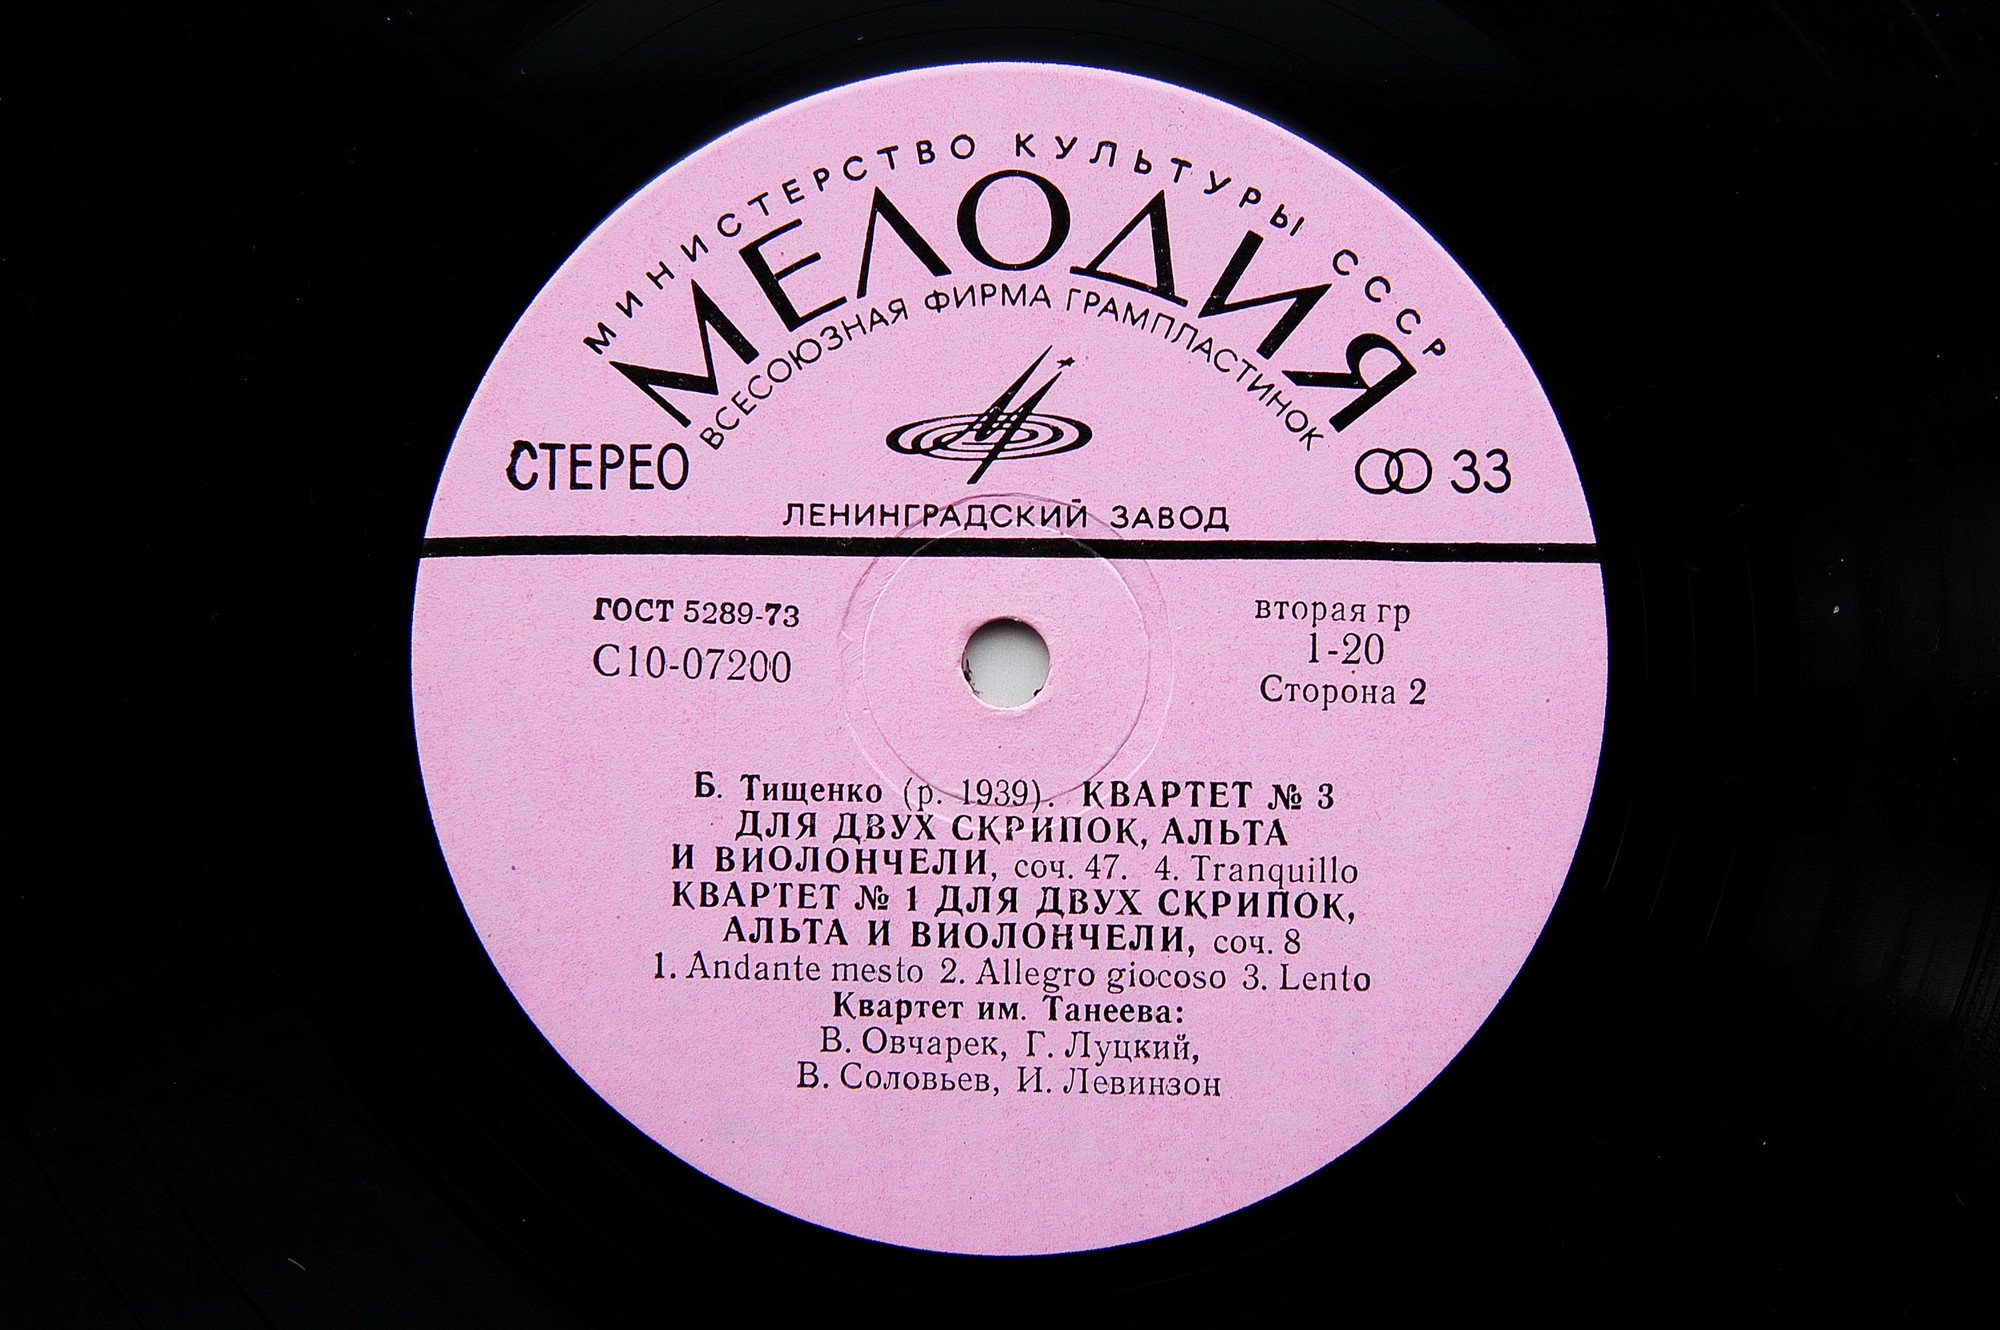 МИНИСТЕРСТВО КУЛЬТУРЫ СССР
МЕЛОДИЯ
ВСЕСОЮЗНАЯ ФИРМА ГРАМПЛАСТИНОК
СТЕРЕО
33
ЛЕНИНГРАДСКИЙ ЗАВОД
ГОСТ 5289-73
С10-07200
вторая гр
1-20
Сторона 2
Б. Тищенко (р. 1939). КВАРТЕТ № 3
ДЛЯ ДВУХ СКРИПОК, АЛЬТА
И ВИОЛОНЧЕЛИ, соч. 47. 4. Tranquillo
КВАРТЕТ № 1 ДЛЯ ДВУХ СКРИПОК,
АЛЬТА И ВИОЛОНЧЕЛИ, соч. 8
1. Andante mesto 2. Allegro giocoso 3. Lento
Квартет им. Танеева:
В. Овчарек, Г. Луцкий,
В. Соловьев, И. Левинзон